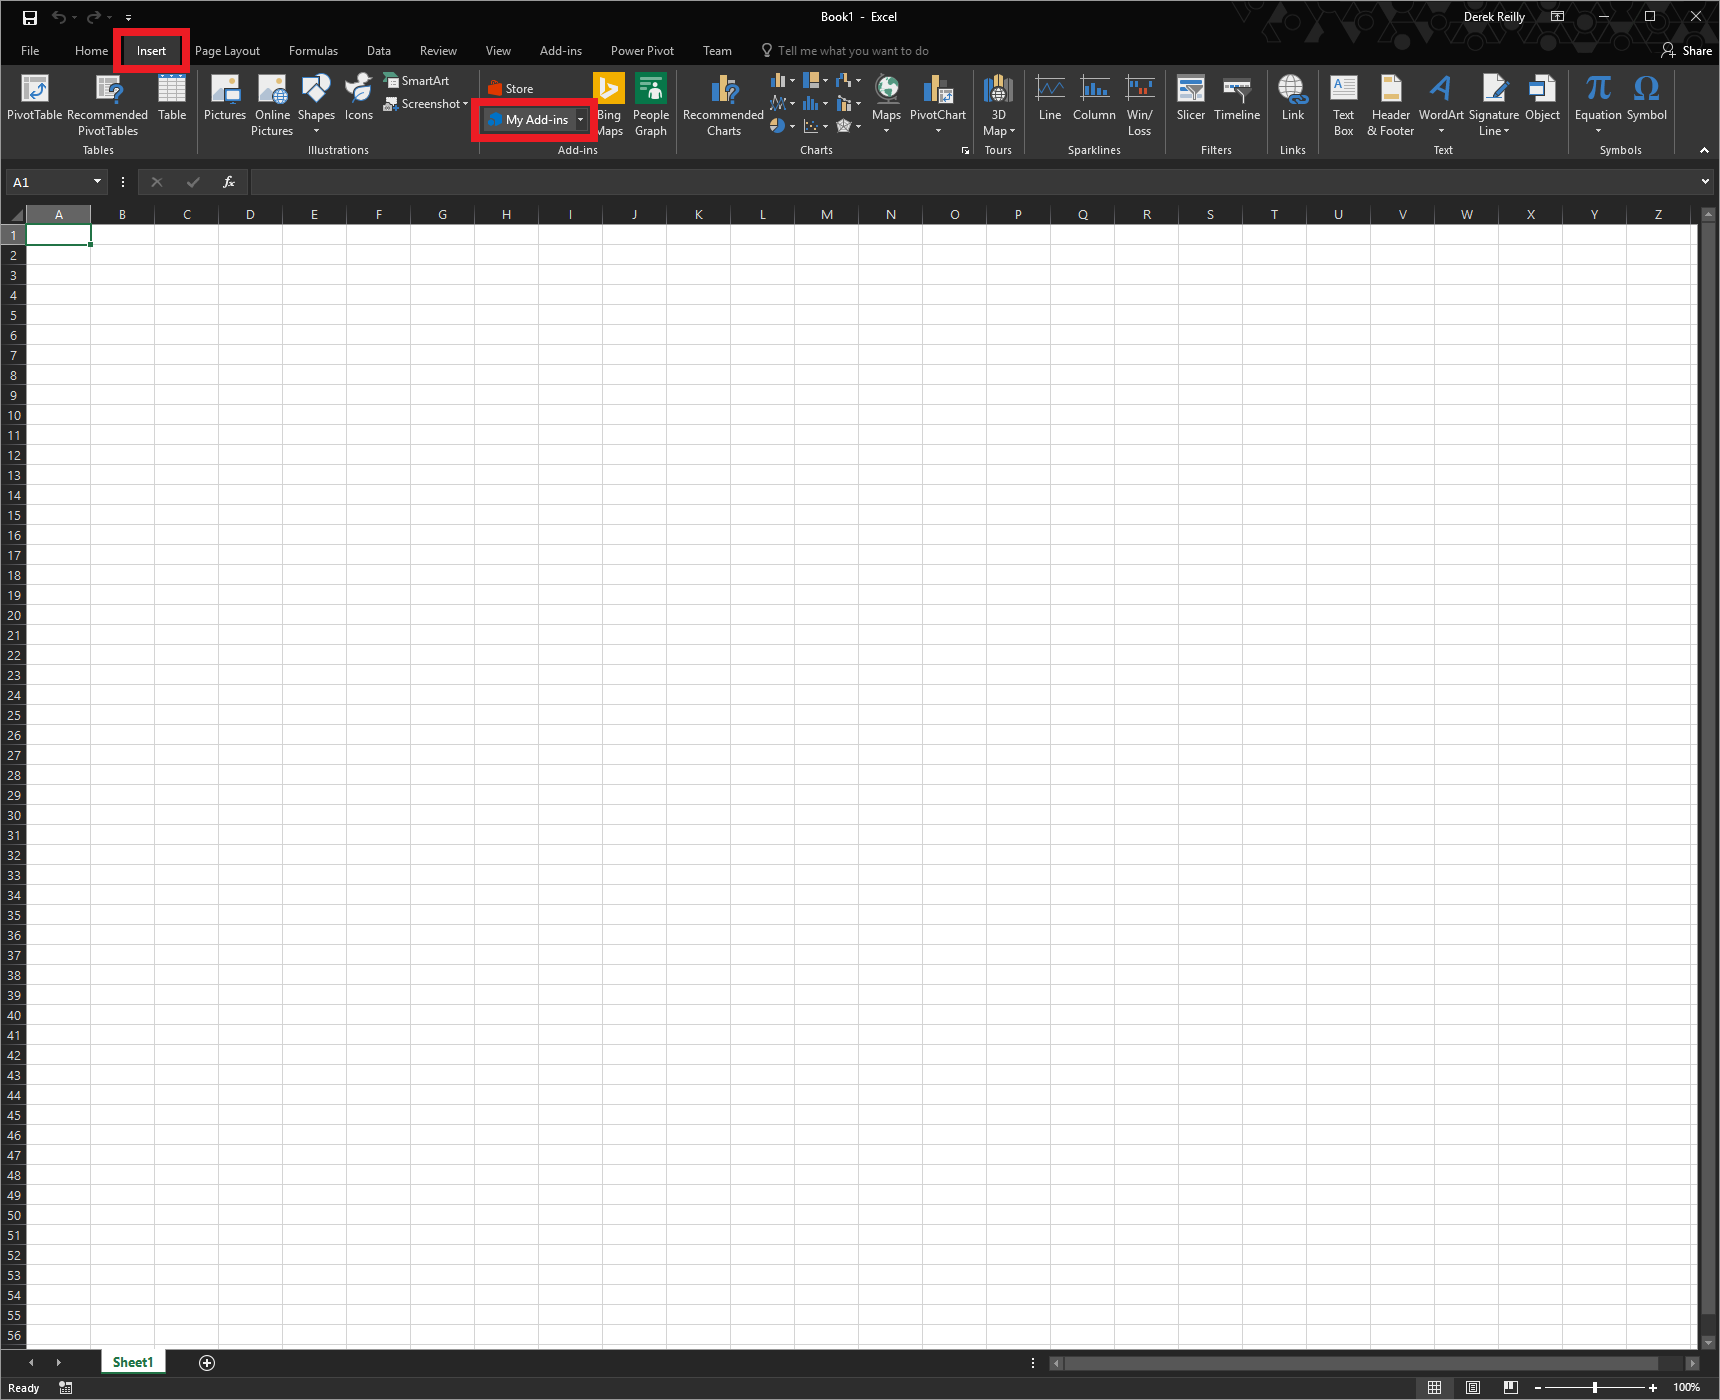 Book1 - Excel
Derek Reilly
File Home Insert Page Layout Formulas Data Review View Add-ins Power Pivot Team Tell me what you want to do Share
PivotTable
Recommended
PivotTables
Table
Tables
Pictures
Online
Pictures
Shapes
Icons
SmartArt
Screenshot
Illustrations
Store
My Add-ins
Bing
Maps
People
Graph
Add-ins
Recommended
Charts
Maps
PivotChart
Charts
3D
Map
Tours
Line
Column
Win/
Loss
Sparklines
Slicer
Timeline
Filters
Link
Links
Text
Box
Header
& Footer
WordArt
Signature
Line
Object
Text
π
Equation
Ω
Symbol
Symbols
A1
fx
A B C D E F G H I J K L M N O P Q R S T U V W X Y Z
1
2
3
4
5
6
7
8
9
10
11
12
13
14
15
16
17
18
19
20
21
22
23
24
25
26
27
28
29
30
31
32
33
34
35
36
37
38
39
40
41
42
43
44
45
46
47
48
49
50
51
52
53
54
55
56
Sheet1
Ready
100%